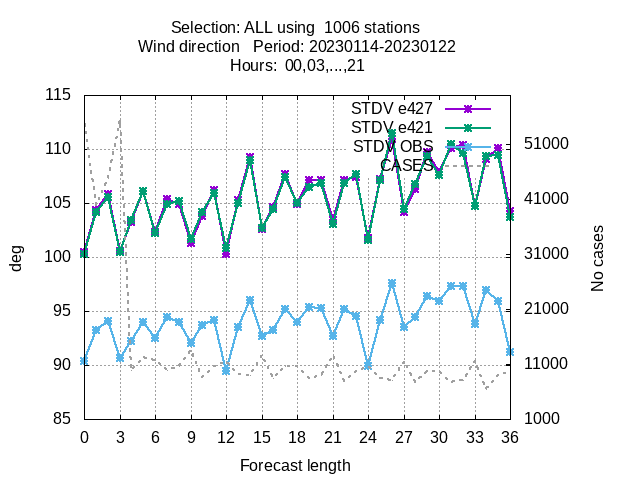 Selection: ALL using  1006 stations
Wind direction   Period: 20230114-20230122
Hours:  00,03,...,21
STDV e427
STDV e421
STDV OBS
CASES
115
110
105
100
95
90
85
deg
51000
41000
31000
21000
11000
1000
No cases
0 3 6 9 12 15 18 21 24 27 30 33 36
Forecast length